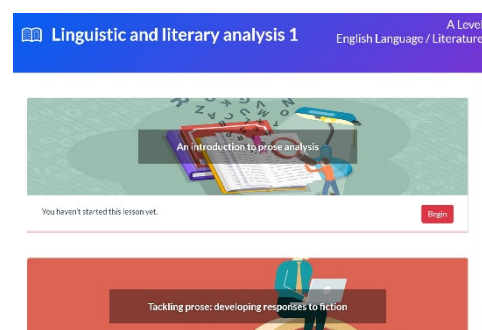 Linguistic and literary analysis 1
A Level
English Language / Literature
An introduction to prose analysis
You haven't started this lesson yet.
Begin
Tackling prose: developing responses to fiction